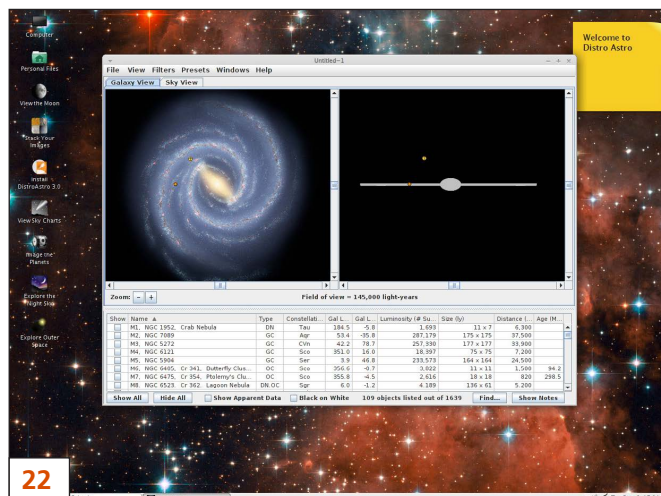 Computer
Personal Files
View the Moon
Stack Your
Images
Install
DistroAstro 3.0
View Sky Charts
Image the
Planets
Explore the
Night Sky
Explore Outer
Space
Welcome to
Distro Astro
Untitled-1
File View Filters Presets Windows Help
Galaxy View Sky View
Zoom: - + Field of view = 145,000 light-years
Show Name ▲ Type Constellati... Gal L... Gal L... Luminosity (# Su... Size (ly) Distance (... Age (M...
M1, NGC 1952, Crab Nebula DN Tau 184.5 -5.8 1,693 11 x 7 6,300
M2, NGC 7089 GC Aqr 53.4 -35.8 287,179 175 x 175 37,500
M3, NGC 5272 GC CVn 42.2 78.7 257,330 177 x 177 33,900
M4, NGC 6121 GC Sco 351.0 16.0 18,397 75 x 75 7,200
M5, NGC 5904 GC Ser 3.9 46.8 233,573 164 x 164 24,500
M6, NGC 6405, Cr 341, Butterfly Clus... OC Sco 356.6 -0.7 3,022 11 x 11 1,500 94.2
M7, NGC 6475, Cr 354, Ptolemy's Clu... OC Sco 355.8 -4.5 2,616 18 x 18 820 298.5
M8, NGC 6523, Cr 362, Lagoon Nebula DN,OC Sgr 6.0 -1.2 4,189 136 x 61 5,200
Show All Hide All Show Apparent Data Black on White 109 objects listed out of 1639 Find... Show Notes
22